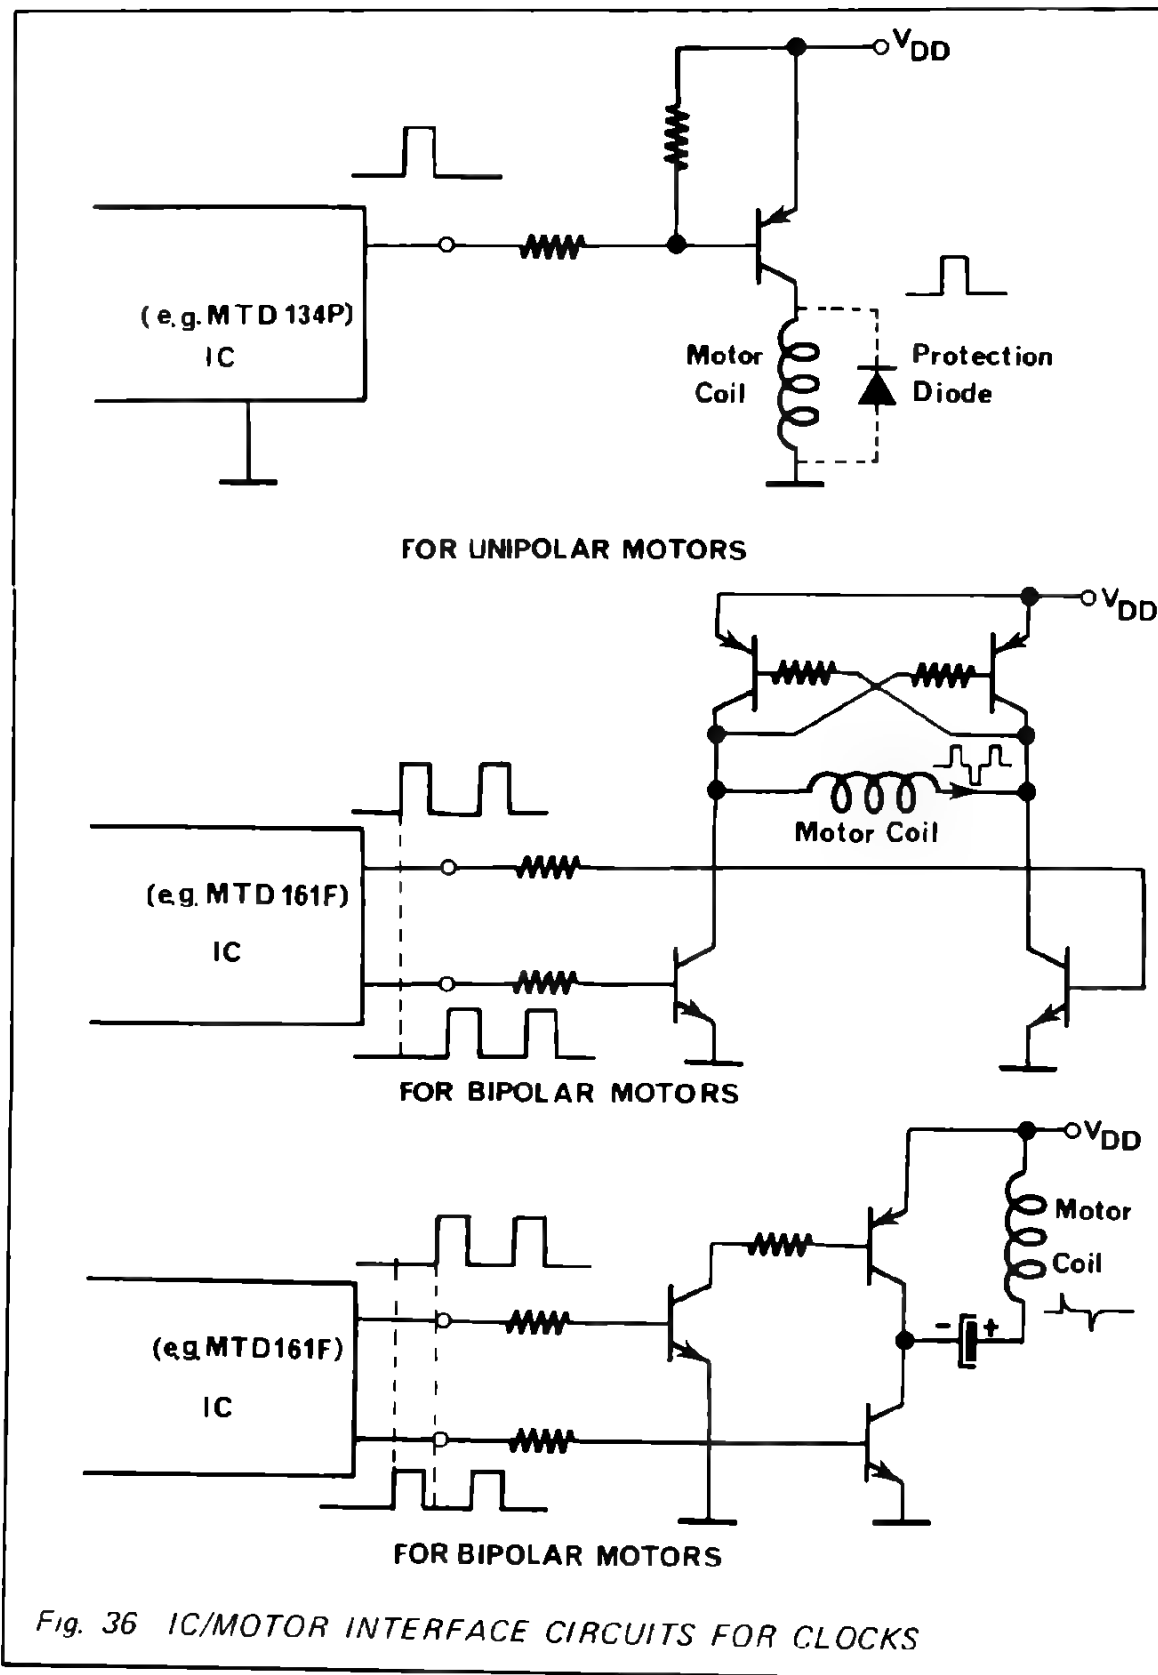 VDD
(e.g. MTD 134P)
IC
Motor
Coil
Protection
Diode
FOR UNIPOLAR MOTORS
VDD
Motor Coil
(e.g. MTD 161F)
IC
FOR BIPOLAR MOTORS
VDD
Motor
Coil
- +
(e.g. MTD161F)
IC
FOR BIPOLAR MOTORS
Fig. 36 IC/MOTOR INTERFACE CIRCUITS FOR CLOCKS